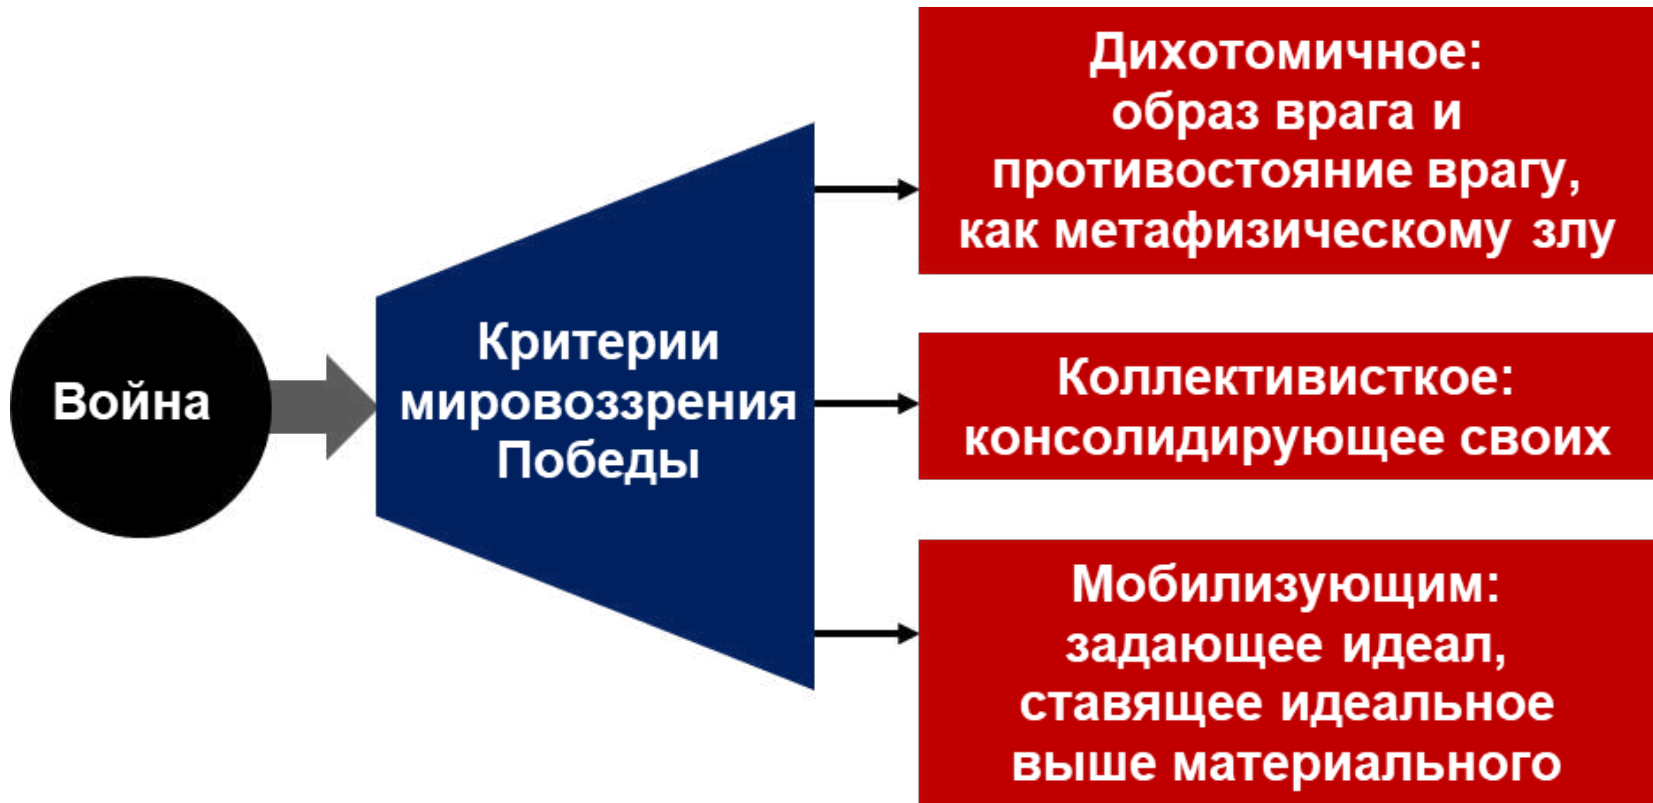 Война
Критерии
мировоззрения
Победы
Дихотомичное:
образ врага и
противостояние врагу,
как метафизическому злу
Коллективисткое:
консолидирующее своих
Мобилизующим:
задающее идеал,
ставящее идеальное
выше материального